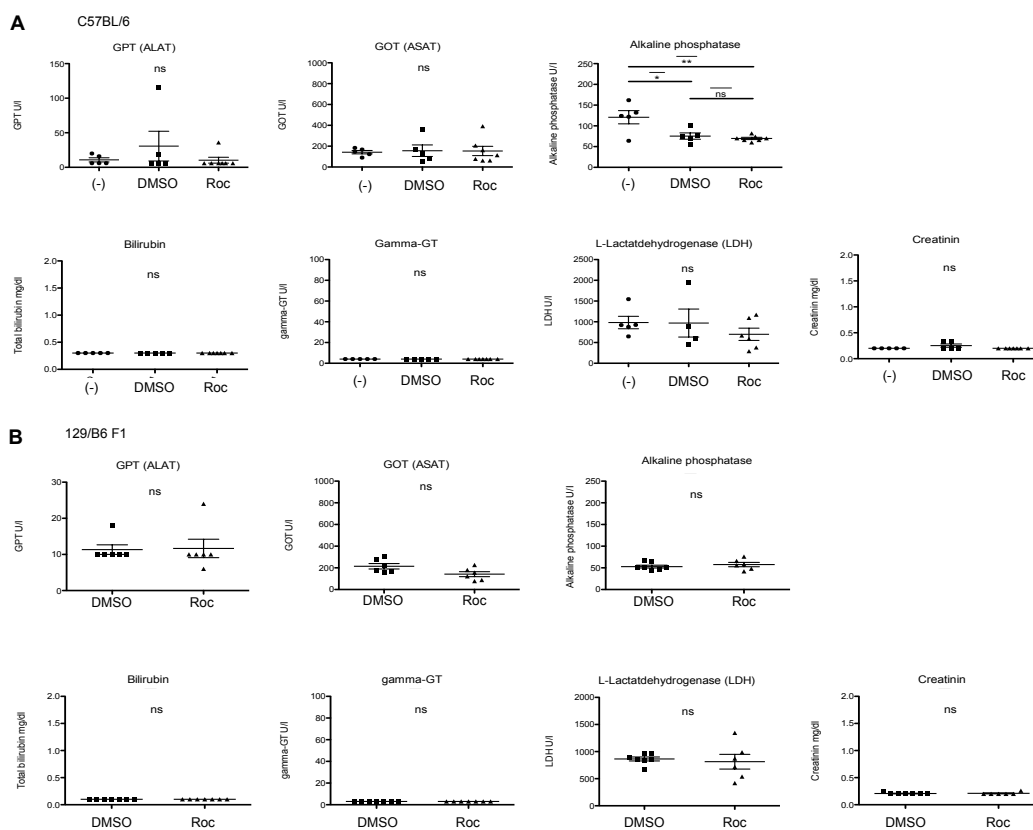 A
C57BL/6
GPT (ALAT)
ns
GPT U/l
150
100
50
0
(-) DMSO Roc
GOT (ASAT)
ns
GOT U/l
1000
800
600
400
200
0
(-) DMSO Roc
Alkaline phosphatase
**
*
ns
Alkaline phosphatase U/l
250
200
150
100
50
0
(-) DMSO Roc
Bilirubin
ns
Total bilirubin mg/dl
2.0
1.5
1.0
0.5
0.0
(-) DMSO Roc
Gamma-GT
ns
gamma-GT U/l
100
80
60
40
20
0
(-) DMSO Roc
L-Lactatdehydrogenase (LDH)
ns
LDH U/l
2500
2000
1500
1000
500
0
(-) DMSO Roc
Creatinin
ns
Creatinin mg/dl
2.0
1.5
1.0
0.5
0.0
(-) DMSO Roc
B
129/B6 F1
GPT (ALAT)
ns
GPT U/l
30
20
10
0
DMSO Roc
GOT (ASAT)
ns
GOT U/l
1000
800
600
400
200
0
DMSO Roc
Alkaline phosphatase
ns
Alkaline phosphatase U/l
250
200
150
100
50
0
DMSO Roc
Bilirubin
ns
Total bilirubin mg/dl
2.0
1.5
1.0
0.5
0.0
DMSO Roc
gamma-GT
ns
gamma-GT U/l
100
80
60
40
20
0
DMSO Roc
L-Lactatdehydrogenase (LDH)
ns
LDH U/l
2000
1500
1000
500
0
DMSO Roc
Creatinin
ns
Creatinin mg/dl
2.0
1.5
1.0
0.5
0.0
DMSO Roc